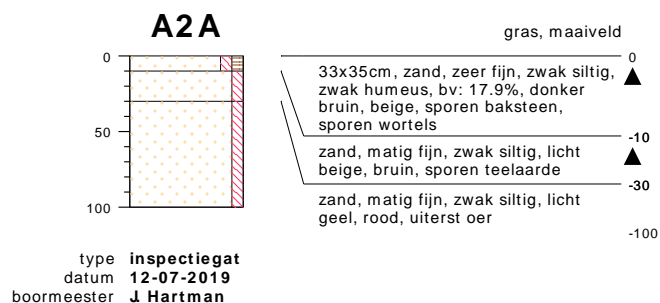 A2A
gras, maaiveld
0
50
100
0
33x35cm, zand, zeer fijn, zwak siltig,
zwak humeus, bv: 17.9%, donker
bruin, beige, sporen baksteen,
sporen wortels
-10
zand, matig fijn, zwak siltig, licht
beige, bruin, sporen teelaarde
-30
zand, matig fijn, zwak siltig, licht
geel, rood, uiterst oer
-100
type inspectiegat
datum 12-07-2019
boormeester J. Hartman